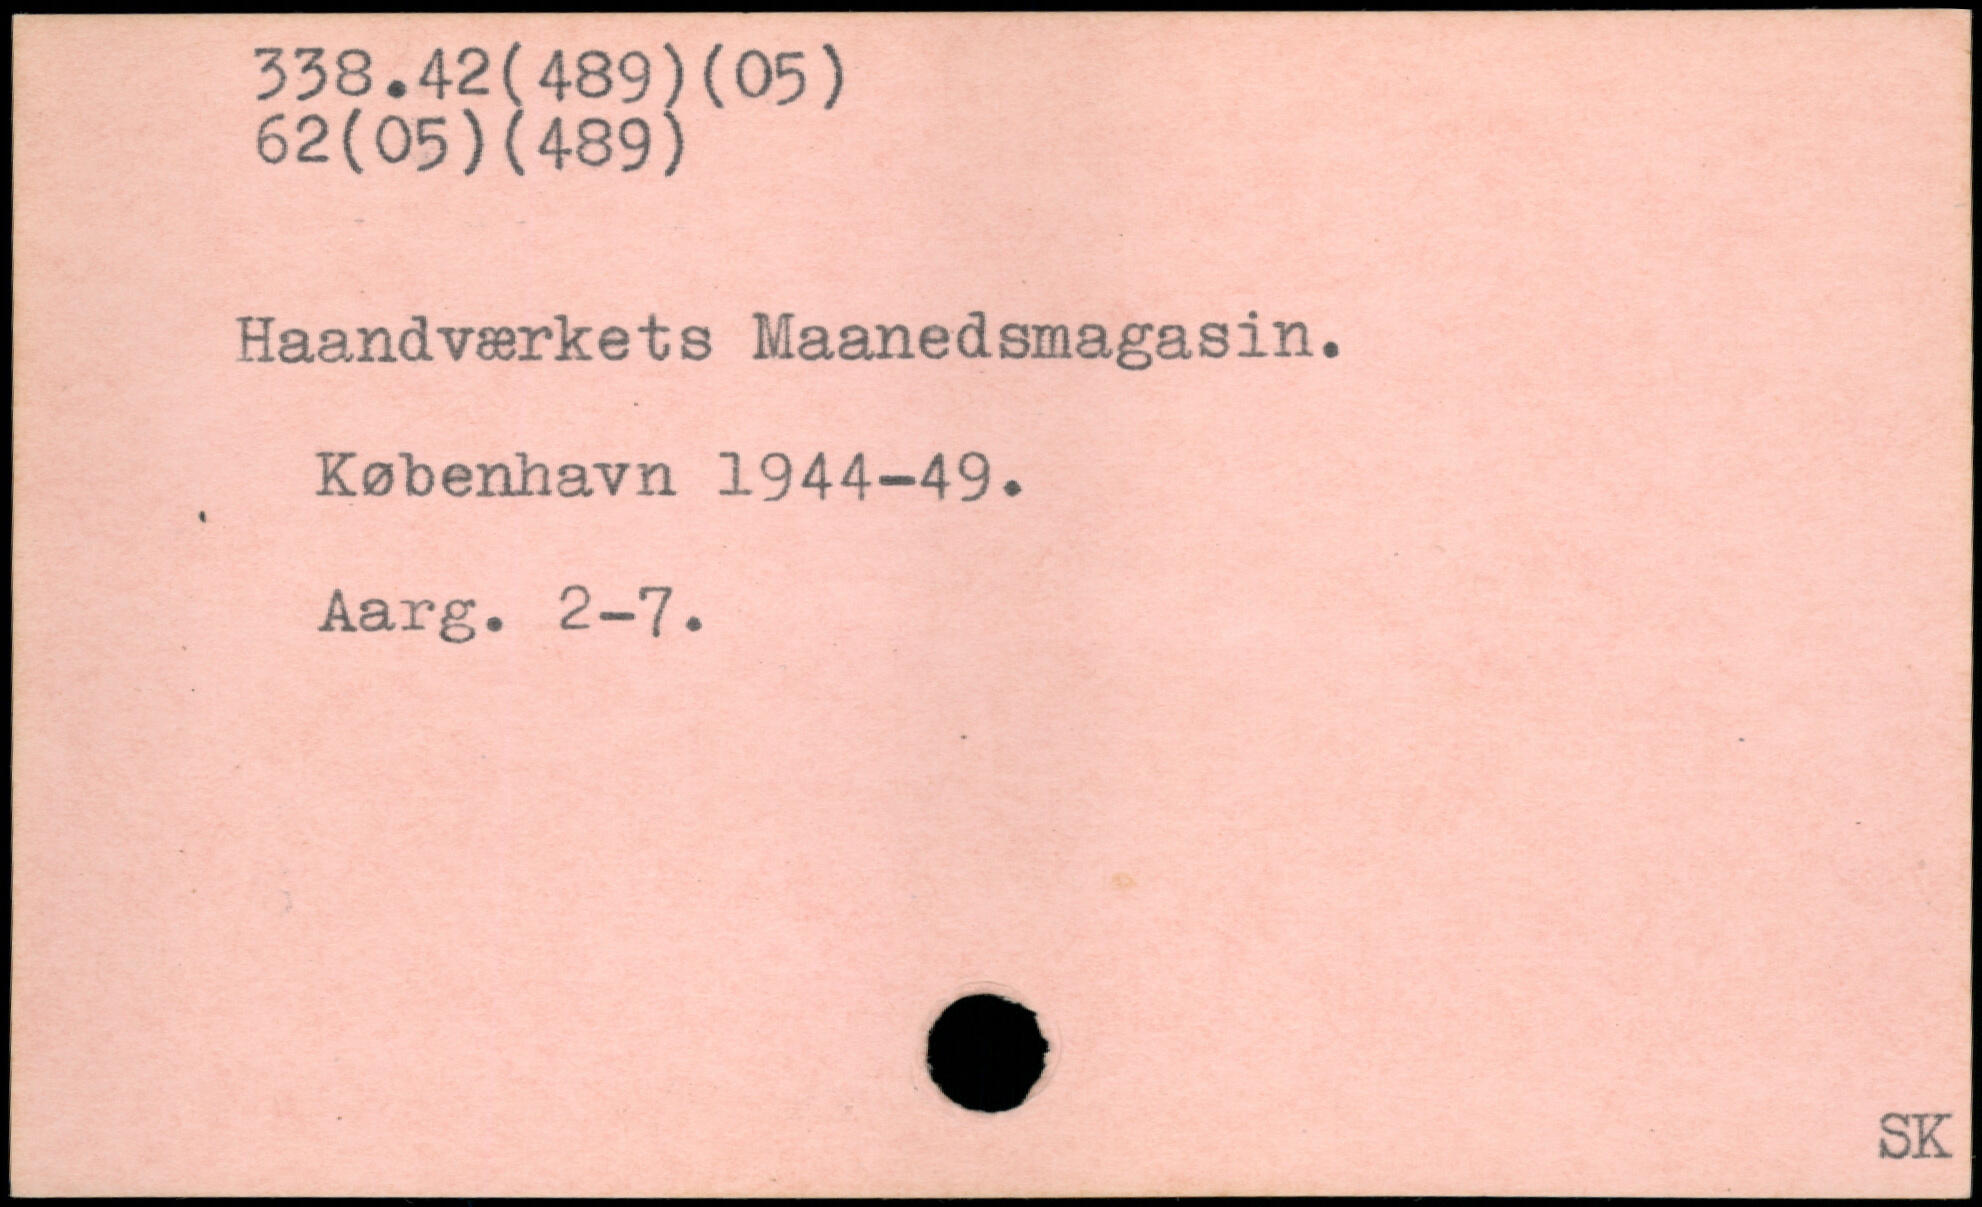 338.42(489)(05)
62(05)(489)
Haandværkets Maanedsmagasin.
København 1944-49.
Aarg. 2-7.
SK